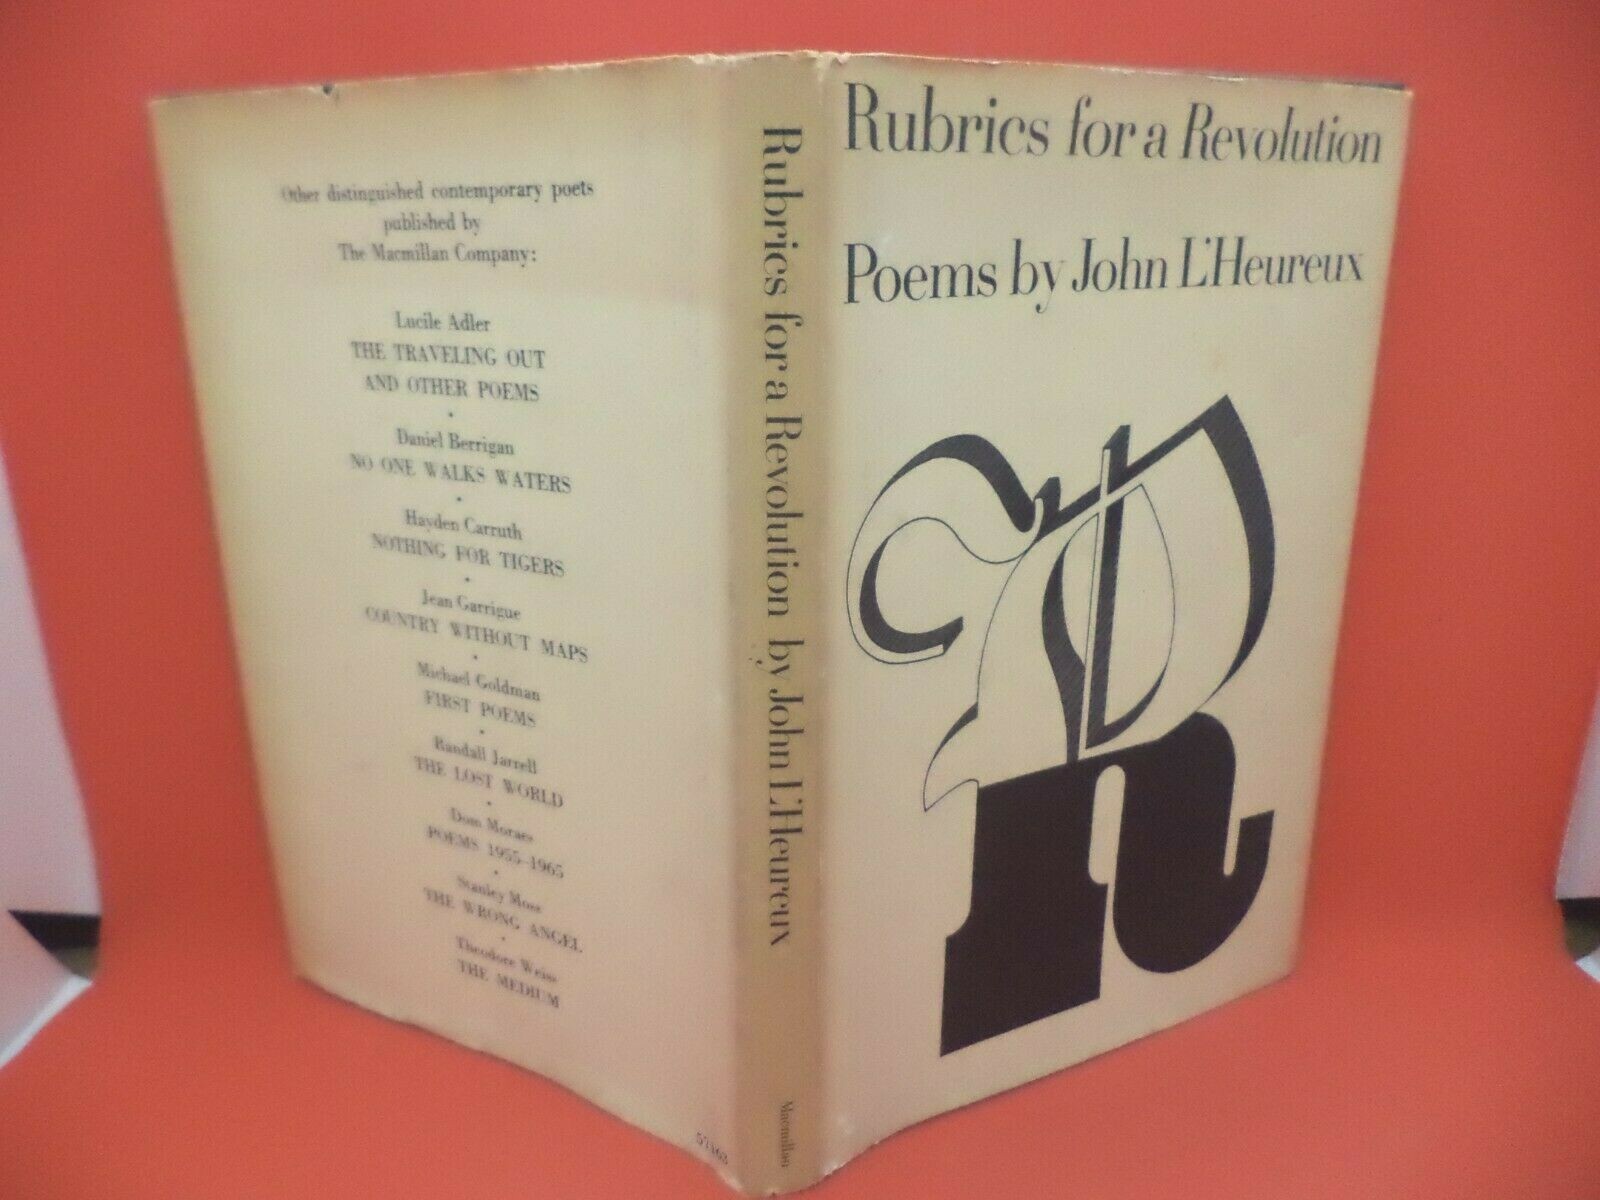 Other distinguished contemporary poets
published by
The Macmillan Company:
Lucile Adler
THE TRAVELING OUT
AND OTHER POEMS
Daniel Berrigan
NO ONE WALKS WATERS
Hayden Carruth
NOTHING FOR TIGERS
Jean Garrigue
COUNTRY WITHOUT MAPS
Michael Goldman
FIRST POEMS
Randall Jarrell
THE LOST WORLD
Dom Moraes
POEMS 1955–1965
Stanley Moss
THE WRONG ANGEL
Theodore Weiss
THE MEDIUM
57163
Rubrics for a Revolution by John L'Heureux
Macmillan
Rubrics for a Revolution
Poems by John L'Heureux
R
R